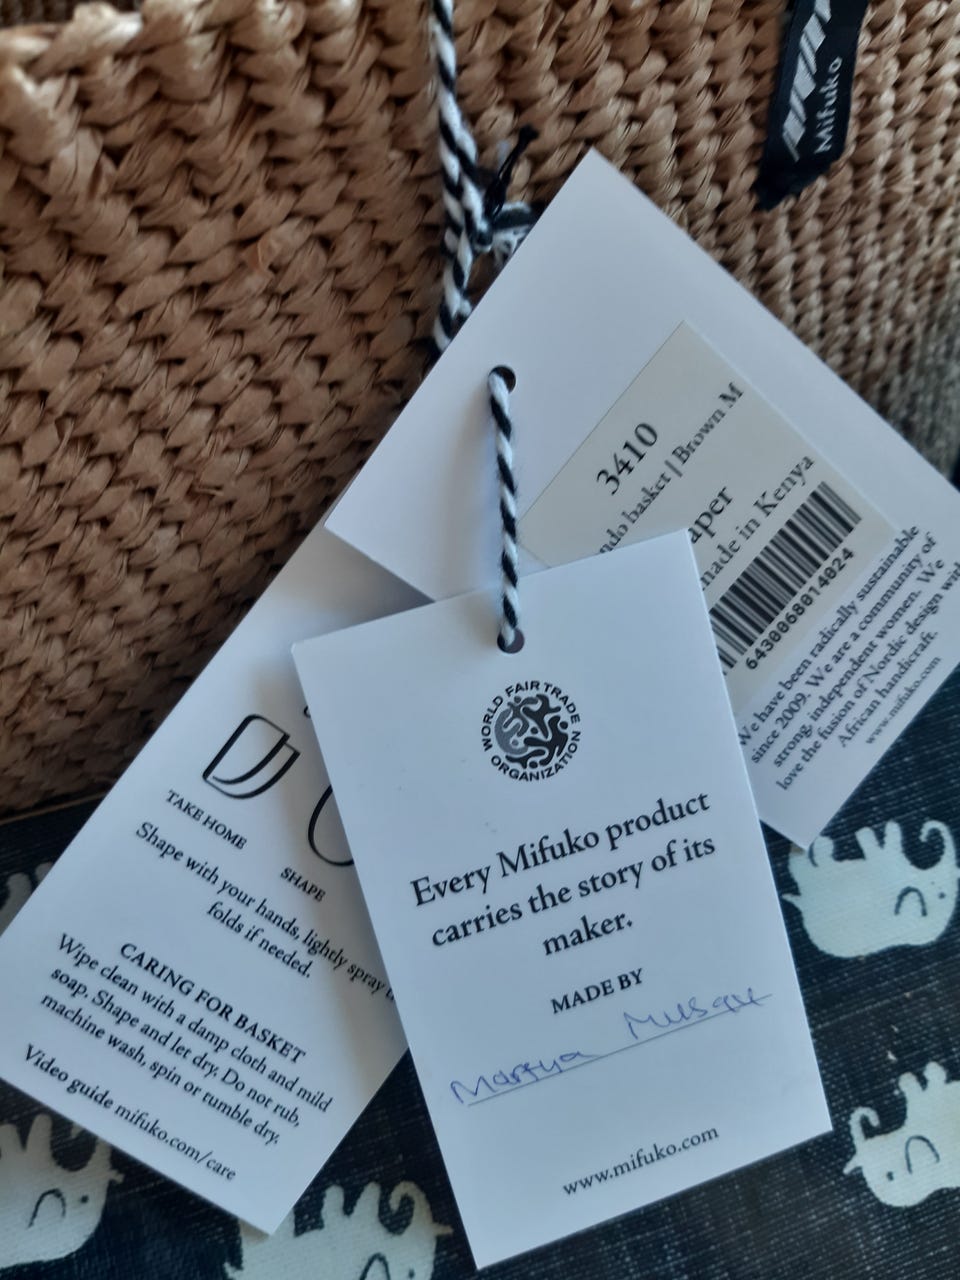 Mifuko
3410
ndo basket | Brown M
aper
made in Kenya
6430068014024
We have been radically sustainable
since 2009. We are a community of
strong, independent women. We
love the fusion of Nordic design with
African handicraft.
www.mifuko.com
TAKE HOME
SHAPE
Shape with your hands, lightly spray
folds if needed.
CARING FOR BASKET
Wipe clean with a damp cloth and mild
soap. Shape and let dry. Do not rub,
machine wash, spin or tumble dry.
Video guide mifuko.com/care
WORLD FAIR TRADE
ORGANIZATION
Every Mifuko product
carries the story of its
maker.
MADE BY
www.mifuko.com